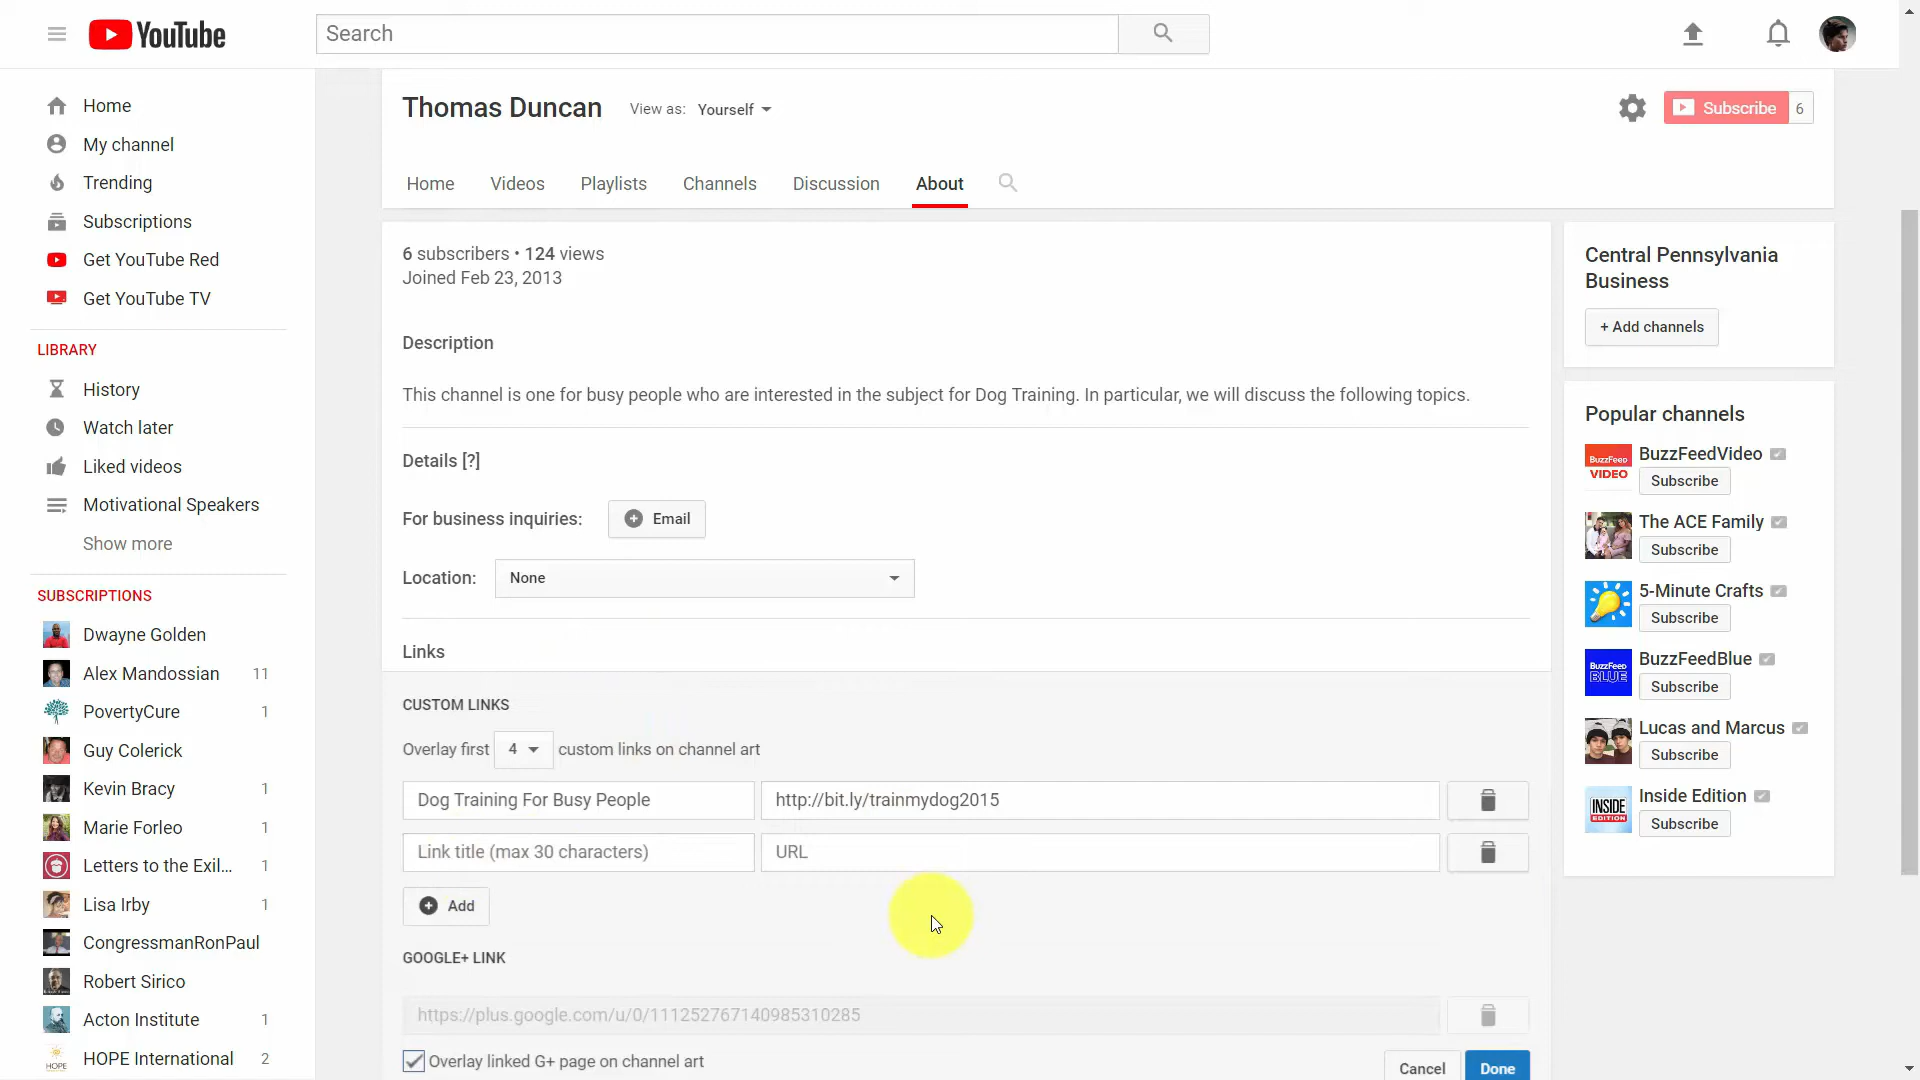 YouTube
Search
Home
My channel
Trending
Subscriptions
Get YouTube Red
Get YouTube TV
LIBRARY
History
Watch later
Liked videos
Motivational Speakers
Show more
SUBSCRIPTIONS
Dwayne Golden
Alex Mandossian 11
PovertyCure 1
Guy Colerick
Kevin Bracy 1
Marie Forleo 1
Letters to the Exil... 1
Lisa Irby 1
CongressmanRonPaul
Robert Sirico
Acton Institute 1
HOPE International 2
HOPE
Thomas Duncan View as: Yourself
Subscribe 6
Home Videos Playlists Channels Discussion About
6 subscribers • 124 views
Joined Feb 23, 2013
Description
This channel is one for busy people who are interested in the subject for Dog Training. In particular, we will discuss the following topics.
Details [?]
For business inquiries: Email
Location: None
Links
CUSTOM LINKS
Overlay first 4 custom links on channel art
Dog Training For Busy People http://bit.ly/trainmydog2015
Link title (max 30 characters) URL
Add
GOOGLE+ LINK
https://plus.google.com/u/0/111252767140985310285
Overlay linked G+ page on channel art
Cancel Done
Central Pennsylvania
Business
+ Add channels
Popular channels
BuzzFeed
VIDEO
BuzzFeedVideo
Subscribe
The ACE Family
Subscribe
5-Minute Crafts
Subscribe
BuzzFeed
BLUE
BuzzFeedBlue
Subscribe
Lucas and Marcus
Subscribe
INSIDE
EDITION
Inside Edition
Subscribe